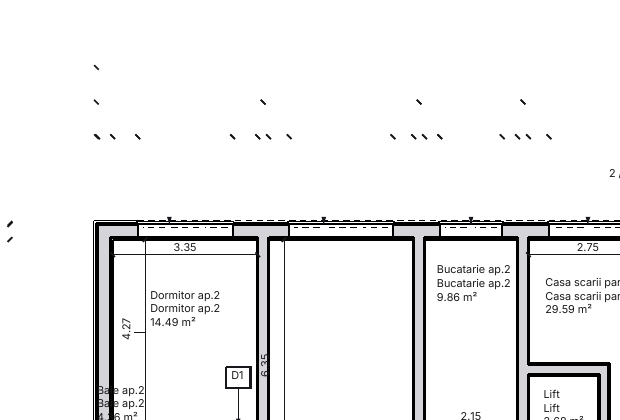 2
3.35
2.75
Bucatarie ap.2
Bucatarie ap.2
9.86 m²
Casa scarii
Casa scarii
29.59 m²
Dormitor ap.2
Dormitor ap.2
14.49 m²
4.27
6.35
D1
Baie ap.2
Baie ap.2
m²
Lift
Lift
2.15